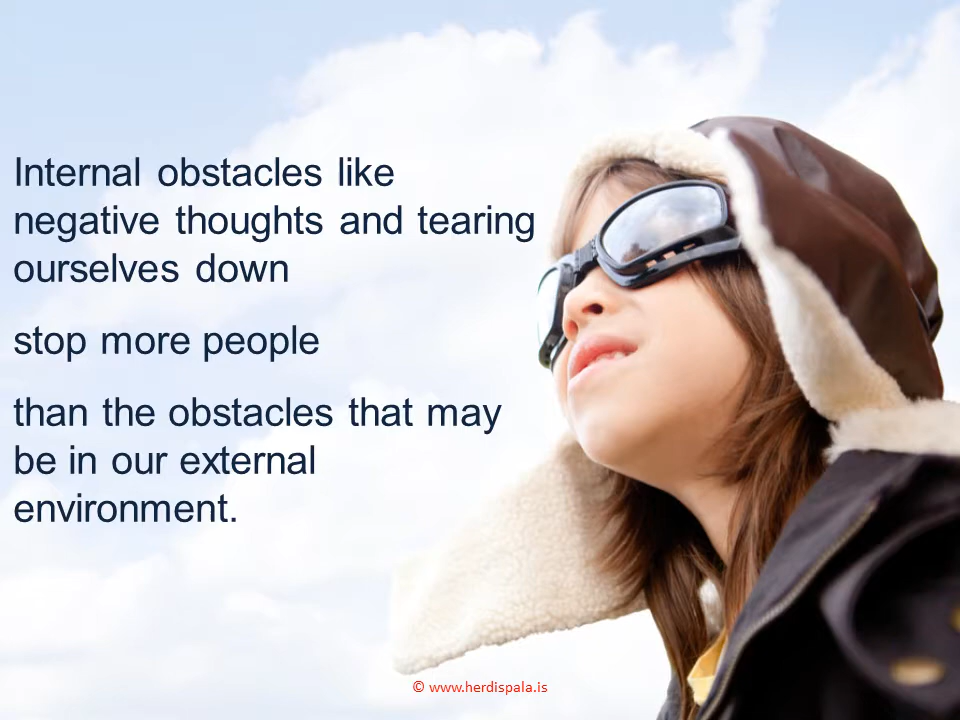 Internal obstacles like
negative thoughts and tearing
ourselves down
stop more people
than the obstacles that may
be in our external
environment.
© www.herdispala.is